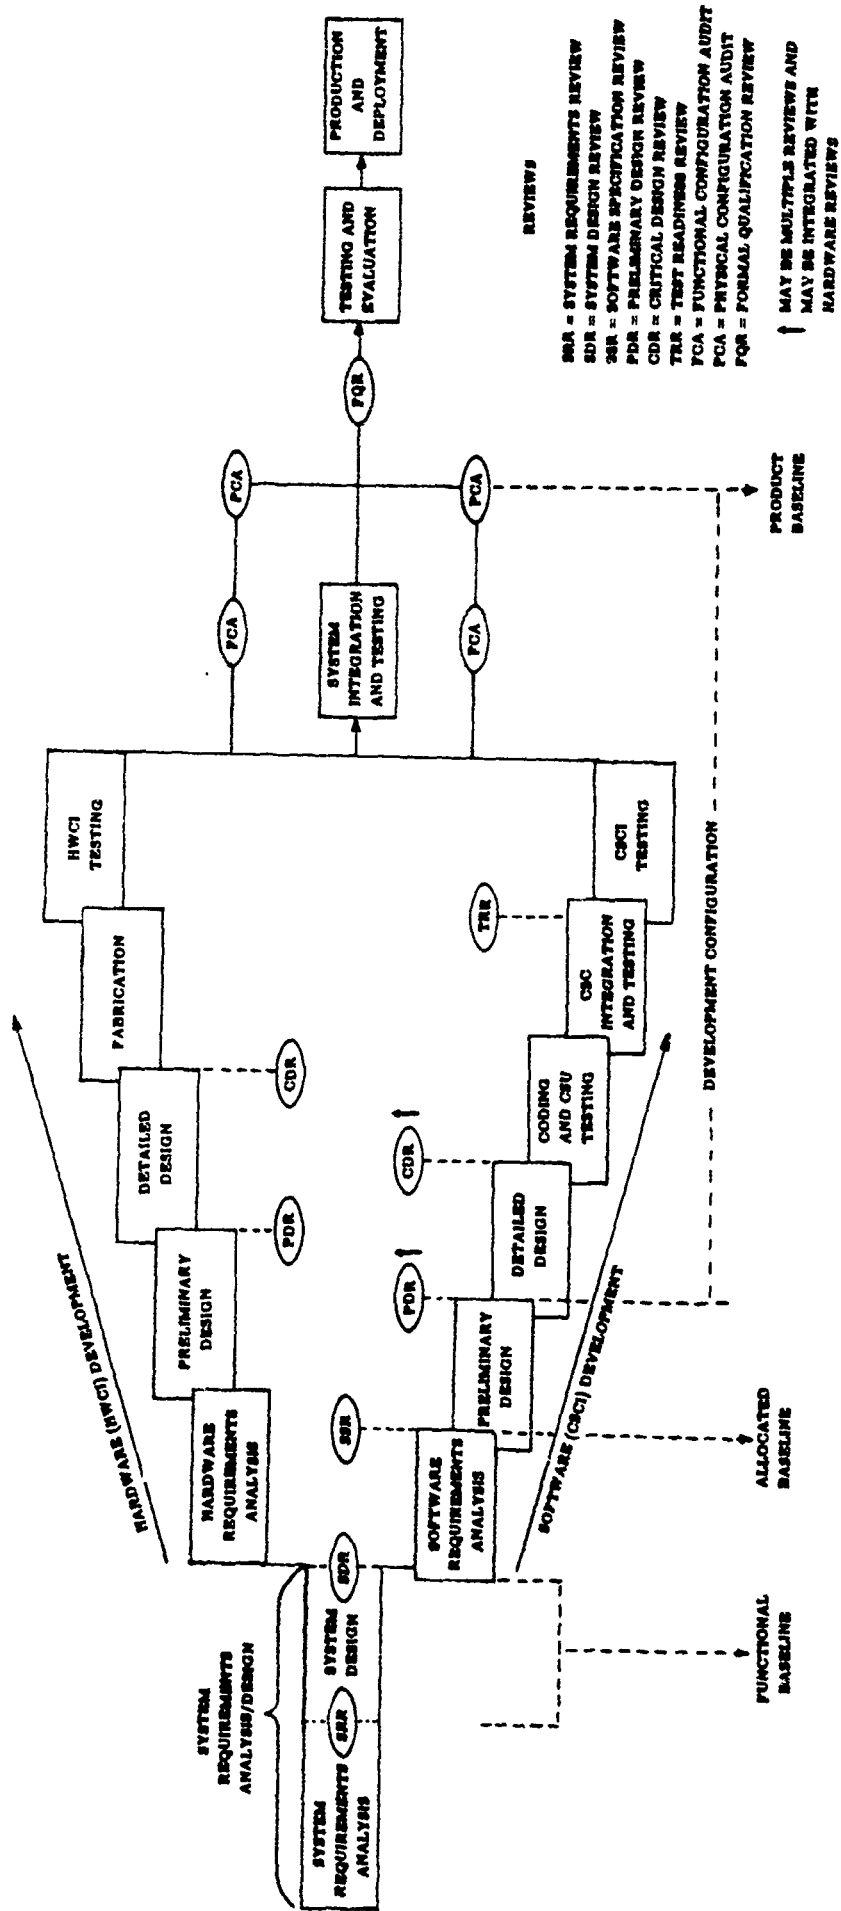 SYSTEM
REQUIREMENTS
ANALYSIS/DESIGN
SYSTEM
REQUIREMENTS
ANALYSIS
SRR
SYSTEM
DESIGN
SDR
HARDWARE (HWCI) DEVELOPMENT
HARDWARE
REQUIREMENTS
ANALYSIS
PRELIMINARY
DESIGN
PDR
DETAILED
DESIGN
CDR
FABRICATION
HWCI
TESTING
SOFTWARE
REQUIREMENTS
ANALYSIS
SSR
PRELIMINARY
DESIGN
PDR
DETAILED
DESIGN
CDR
CODING
AND CSU
TESTING
CSC
INTEGRATION
AND TESTING
TRR
CSCI
TESTING
SOFTWARE (CSCI) DEVELOPMENT
FCA
PCA
SYSTEM
INTEGRATION
AND TESTING
FCA
PCA
FQR
TESTING AND
EVALUATION
PRODUCTION
AND
DEPLOYMENT
DEVELOPMENT CONFIGURATION
FUNCTIONAL
BASELINE
ALLOCATED
BASELINE
PRODUCT
BASELINE
REVIEWS
SRR = SYSTEM REQUIREMENTS REVIEW
SDR = SYSTEM DESIGN REVIEW
SSR = SOFTWARE SPECIFICATION REVIEW
PDR = PRELIMINARY DESIGN REVIEW
CDR = CRITICAL DESIGN REVIEW
TRR = TEST READINESS REVIEW
FCA = FUNCTIONAL CONFIGURATION AUDIT
PCA = PHYSICAL CONFIGURATION AUDIT
FQR = FORMAL QUALIFICATION REVIEW
MAY BE MULTIPLE REVIEWS AND
MAY BE INTEGRATED WITH
HARDWARE REVIEWS